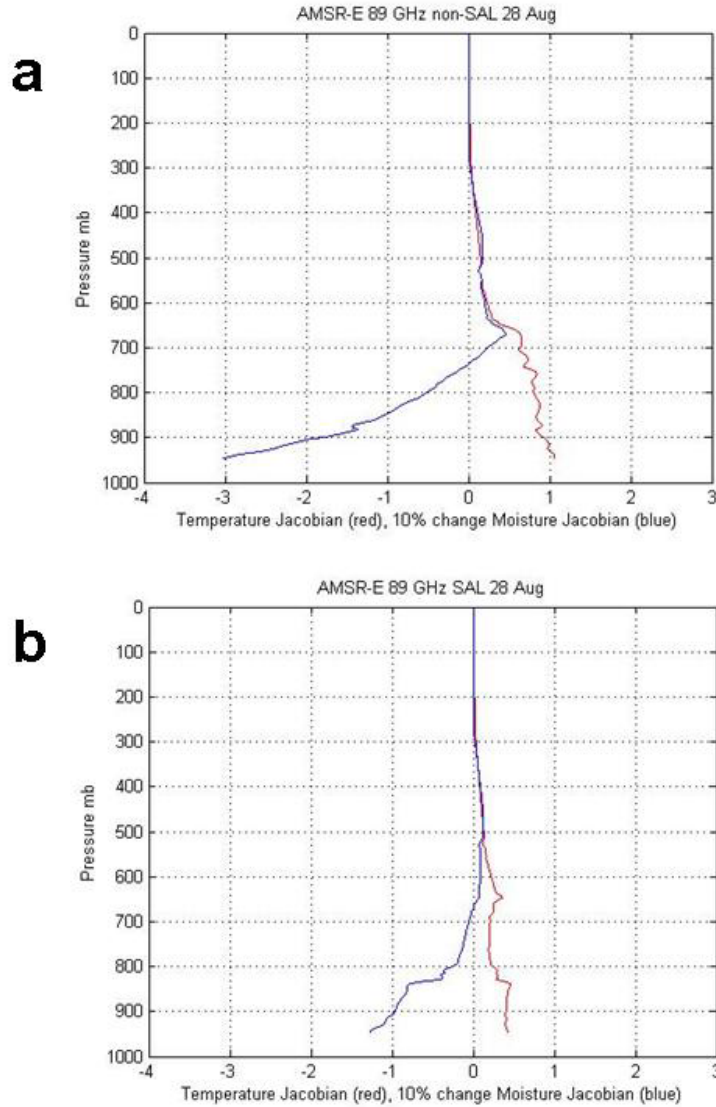 a
AMSR-E 89 GHz non-SAL 28 Aug
0
100
200
300
400
500
600
700
800
900
1000
Pressure mb
-4 -3 -2 -1 0 1 2 3
Temperature Jacobian (red), 10% change Moisture Jacobian (blue)
b
AMSR-E 89 GHz SAL 28 Aug
0
100
200
300
400
500
600
700
800
900
1000
Pressure mb
-4 -3 -2 -1 0 1 2 3
Temperature Jacobian (red), 10% change Moisture Jacobian (blue)